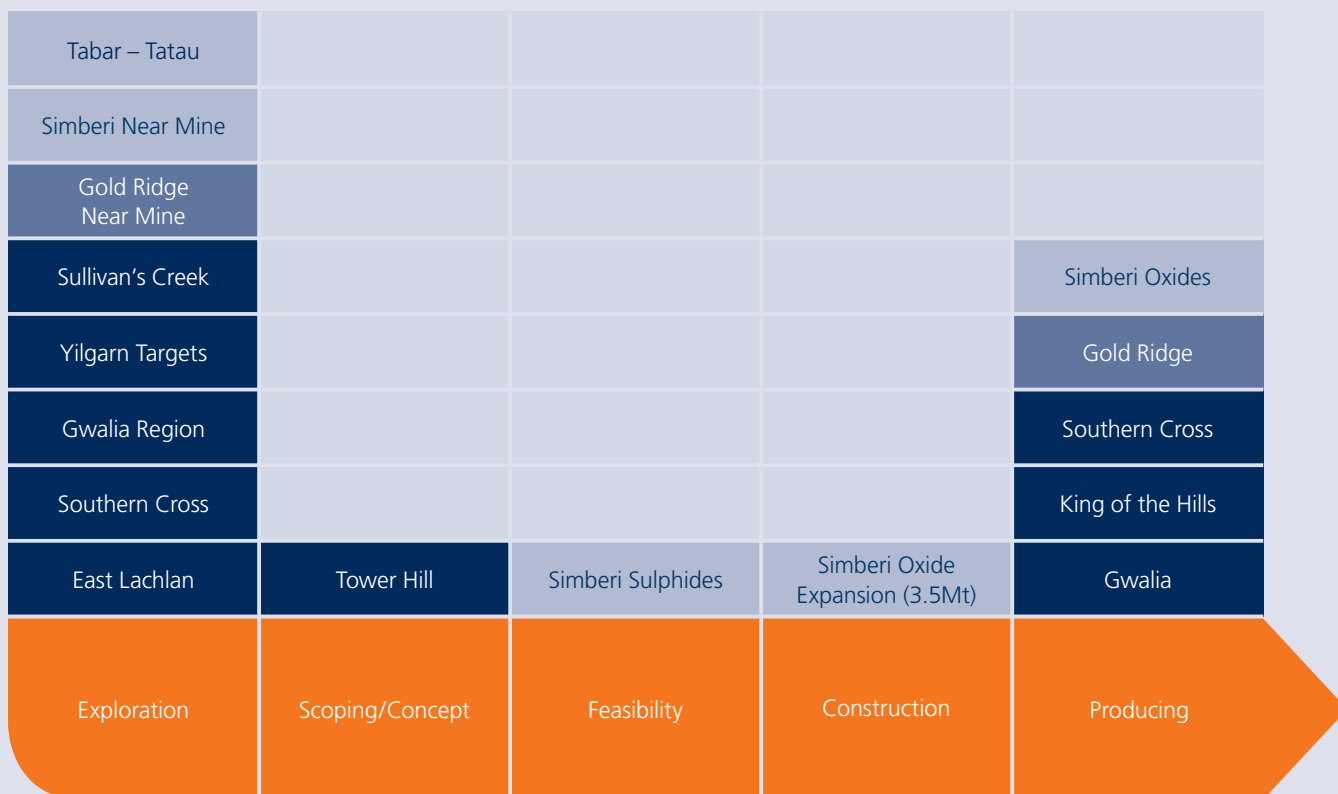 Tabar – Tatau
Simberi Near Mine
Gold Ridge
Near Mine
Sullivan's Creek
Simberi Oxides
Yilgarn Targets
Gold Ridge
Gwalia Region
Southern Cross
Southern Cross
King of the Hills
East Lachlan
Tower Hill
Simberi Sulphides
Simberi Oxide
Expansion (3.5Mt)
Gwalia
Exploration
Scoping/Concept
Feasibility
Construction
Producing